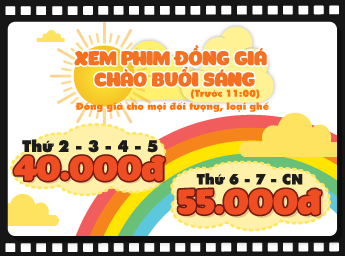 XEM PHIM ĐỒNG GIÁ
CHÀO BUỔI SÁNG
(Trước 11:00)
Đồng giá cho mọi đối tượng, loại ghế
Thứ 2 - 3 - 4 - 5
40.000đ
Thứ 6 - 7 - CN
55.000đ